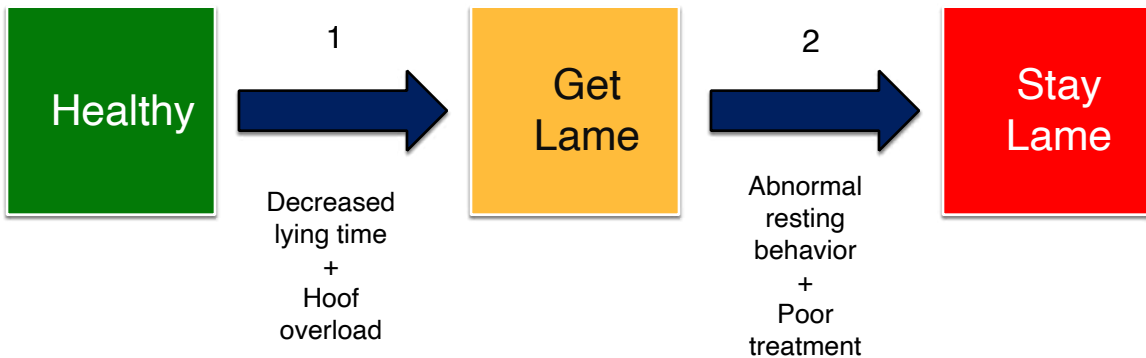 Healthy
1
Decreased
lying time
+
Hoof
overload
Get
Lame
2
Abnormal
resting
behavior
+
Poor
treatment
Stay
Lame